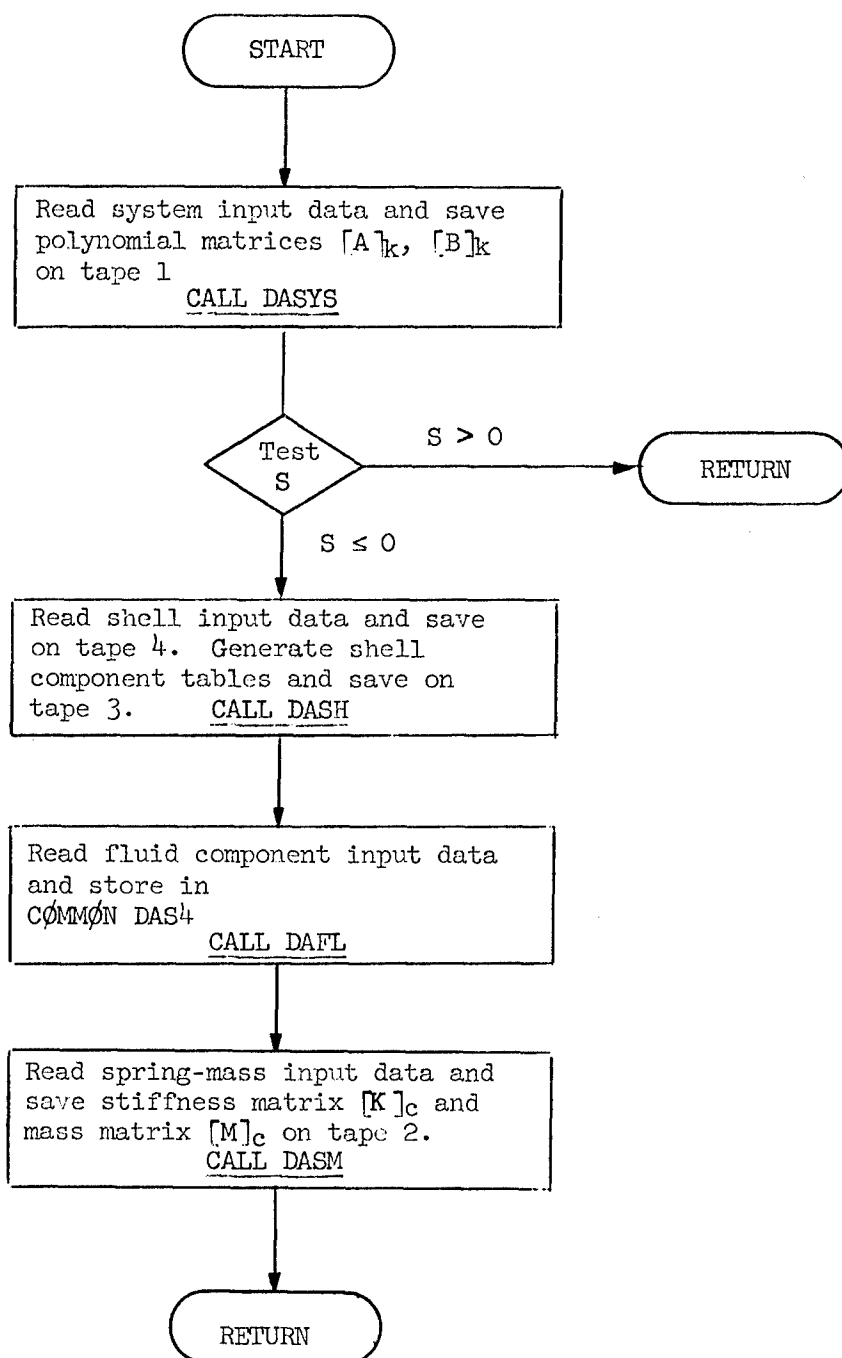 START
Read system input data and save
polynomial matrices [A]k, [B]k
on tape 1
CALL DASYS
Test
S
S > O
RETURN
S ≤ O
Read shell input data and save
on tape 4. Generate shell
component tables and save on
tape 3. CALL DASH
Read fluid component input data
and store in
CØMMØN DAS4
CALL DAFL
Read spring-mass input data and
save stiffness matrix [K]c and
mass matrix [M]c on tape 2.
CALL DASM
RETURN